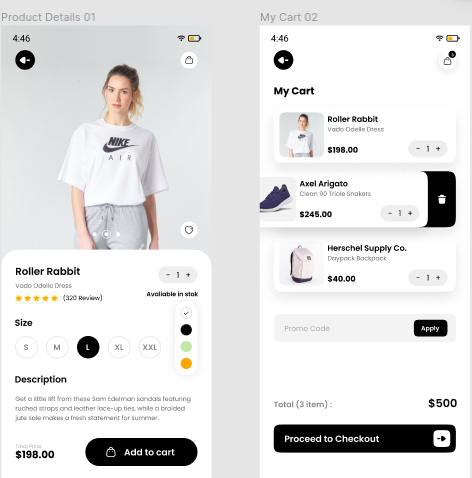 Product Details 01
4:46
NIKE
AIR
Roller Rabbit
- 1 +
Vado Odelle Dress
(320 Review)
Available in stok
Size
S M L XL XXL
Description
Get a little lift from these Sam Edelman sandals featuring
ruched straps and leather lace-up ties, while a braided
jute sole makes a fresh statement for summer.
Total Price
$198.00
Add to cart
My Cart 02
4:46
My Cart
Roller Rabbit
Vado Odelle Dress
$198.00
- 1 +
Axel Arigato
Clean 90 Triole Snakers
$245.00
- 1 +
Herschel Supply Co.
Daypack Backpack
$40.00
- 1 +
Promo Code
Apply
Total (3 item) :
$500
Proceed to Checkout